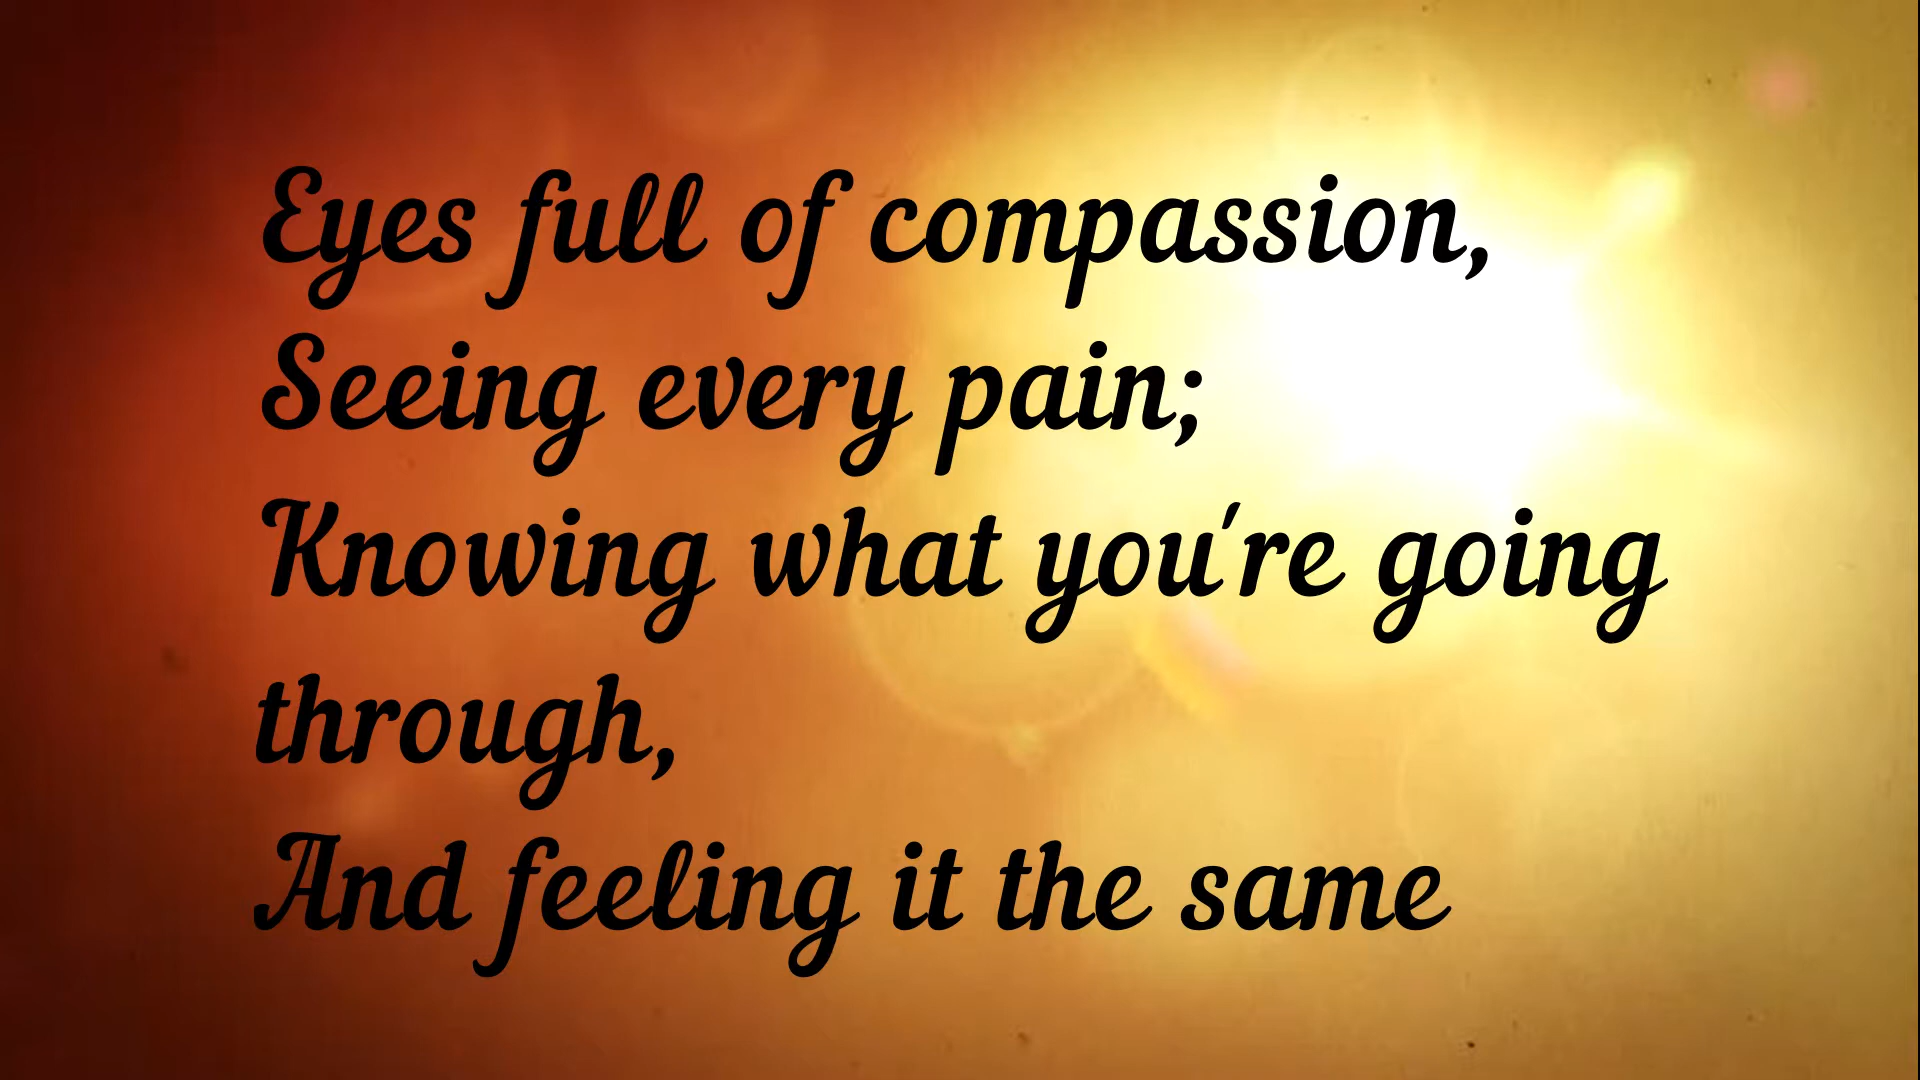 Eyes full of compassion,
Seeing every pain;
Knowing what you're going
through,
And feeling it the same